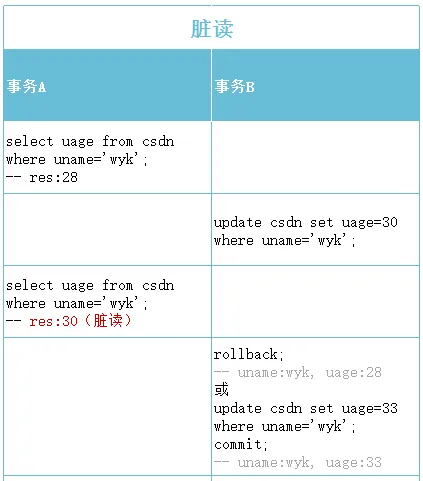 脏读
事务A
事务B
select uage from csdn
where uname='wyk';
-- res:28
update csdn set uage=30
where uname='wyk';
select uage from csdn
where uname='wyk';
-- res:30（脏读）
rollback;
-- uname:wyk, uage:28
或
update csdn set uage=33
where uname='wyk';
commit;
-- uname:wyk, uage:33